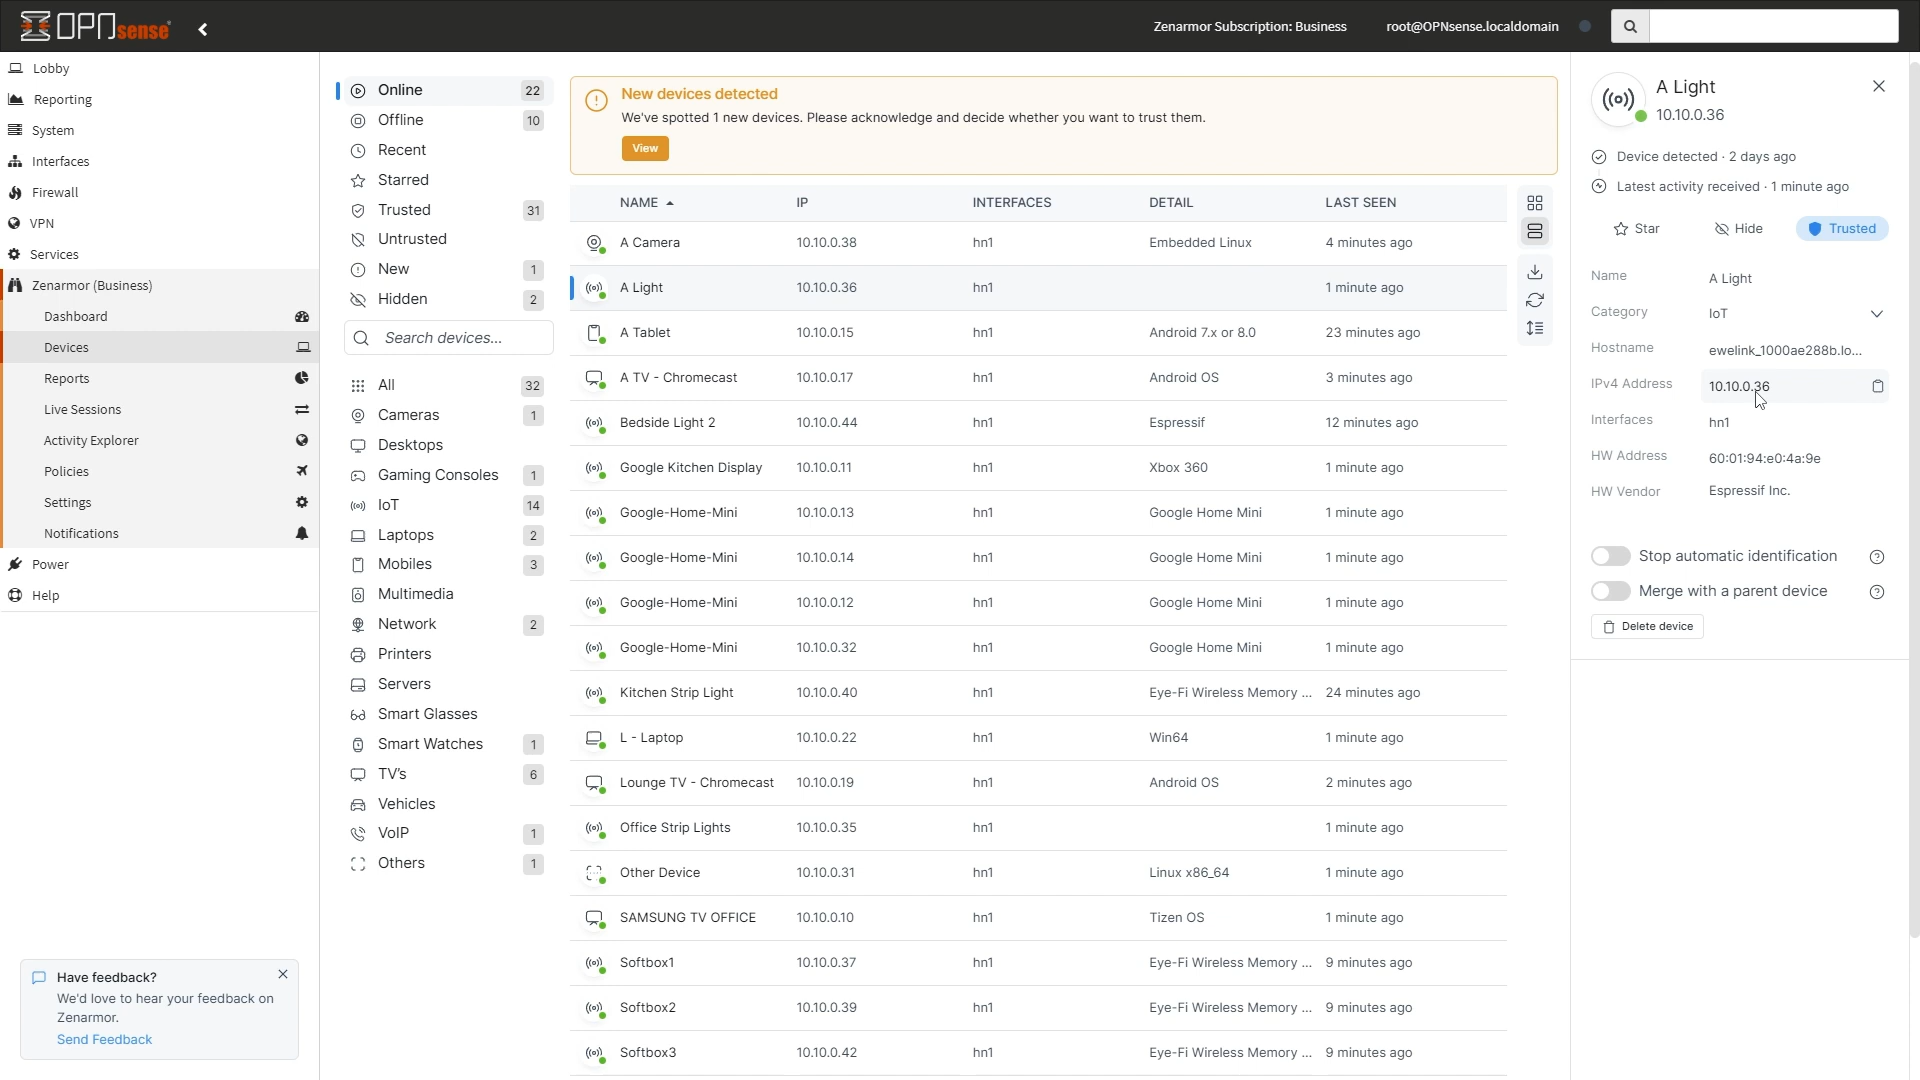 OPNsense
Zenarmor Subscription: Business
root@OPNsense.localdomain
Lobby
Reporting
System
Interfaces
Firewall
VPN
Services
Zenarmor (Business)
Dashboard
Devices
Reports
Live Sessions
Activity Explorer
Policies
Settings
Notifications
Power
Help
Have feedback?
We'd love to hear your feedback on
Zenarmor.
Send Feedback
Online 22
Offline 10
Recent
Starred
Trusted 31
Untrusted
New 1
Hidden 2
Search devices...
All 32
Cameras 1
Desktops
Gaming Consoles 1
IoT 14
Laptops 2
Mobiles 3
Multimedia
Network 2
Printers
Servers
Smart Glasses
Smart Watches 1
TV's 6
Vehicles
VoIP 1
Others 1
New devices detected
We've spotted 1 new devices. Please acknowledge and decide whether you want to trust them.
View
NAME IP INTERFACES DETAIL LAST SEEN
A Camera 10.10.0.38 hn1 Embedded Linux 4 minutes ago
A Light 10.10.0.36 hn1 1 minute ago
A Tablet 10.10.0.15 hn1 Android 7.x or 8.0 23 minutes ago
A TV - Chromecast 10.10.0.17 hn1 Android OS 3 minutes ago
Bedside Light 2 10.10.0.44 hn1 Espressif 12 minutes ago
Google Kitchen Display 10.10.0.11 hn1 Xbox 360 1 minute ago
Google-Home-Mini 10.10.0.13 hn1 Google Home Mini 1 minute ago
Google-Home-Mini 10.10.0.14 hn1 Google Home Mini 1 minute ago
Google-Home-Mini 10.10.0.12 hn1 Google Home Mini 1 minute ago
Google-Home-Mini 10.10.0.32 hn1 Google Home Mini 1 minute ago
Kitchen Strip Light 10.10.0.40 hn1 Eye-Fi Wireless Memory ... 24 minutes ago
L - Laptop 10.10.0.22 hn1 Win64 1 minute ago
Lounge TV - Chromecast 10.10.0.19 hn1 Android OS 2 minutes ago
Office Strip Lights 10.10.0.35 hn1 1 minute ago
Other Device 10.10.0.31 hn1 Linux x86_64 1 minute ago
SAMSUNG TV OFFICE 10.10.0.10 hn1 Tizen OS 1 minute ago
Softbox1 10.10.0.37 hn1 Eye-Fi Wireless Memory ... 9 minutes ago
Softbox2 10.10.0.39 hn1 Eye-Fi Wireless Memory ... 9 minutes ago
Softbox3 10.10.0.42 hn1 Eye-Fi Wireless Memory ... 9 minutes ago
A Light
10.10.0.36
Device detected · 2 days ago
Latest activity received · 1 minute ago
Star Hide Trusted
Name A Light
Category IoT
Hostname ewelink_1000ae288b.lo...
IPv4 Address 10.10.0.36
Interfaces hn1
HW Address 60:01:94:e0:4a:9e
HW Vendor Espressif Inc.
Stop automatic identification
Merge with a parent device
Delete device